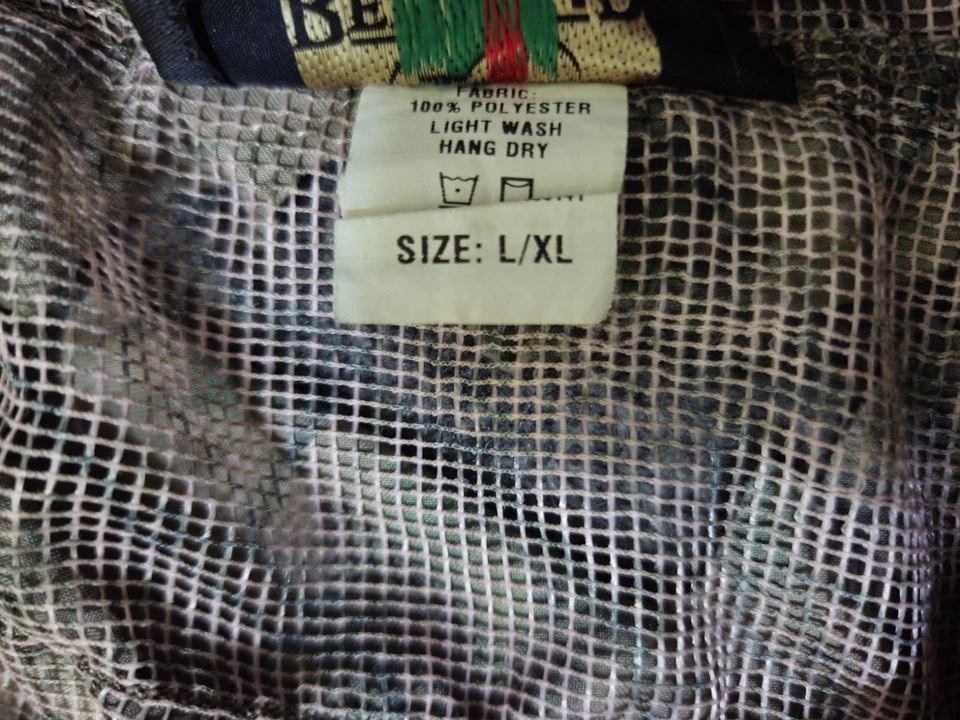 FABRIC:
100% POLYESTER
LIGHT WASH
HANG DRY
SIZE: L/XL